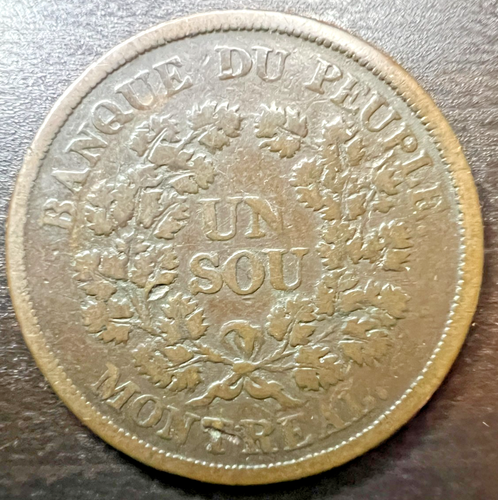 BANQUE DU PEUPLE
UN
SOU
MONTREAL.